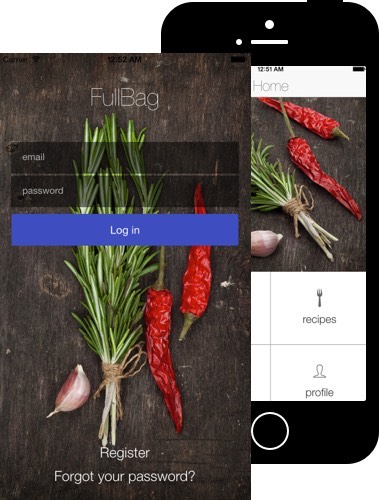 Carrier 12:52 AM
FullBag
email
password
Log in
Register
Forgot your password?
12:51 AM
Home
recipes
profile